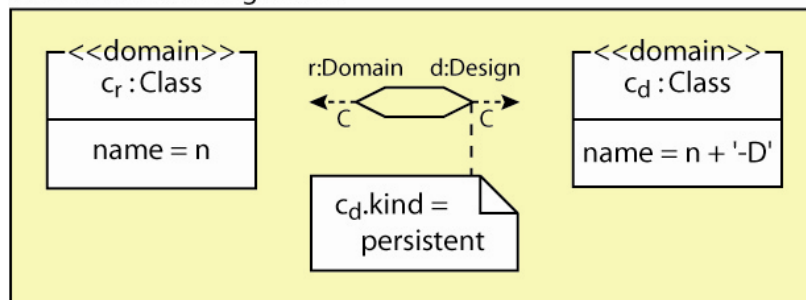 <<domain>>
cr : Class
name = n
r:Domain d:Design
C C
cd.kind =
persistent
<<domain>>
cd : Class
name = n + '-D'